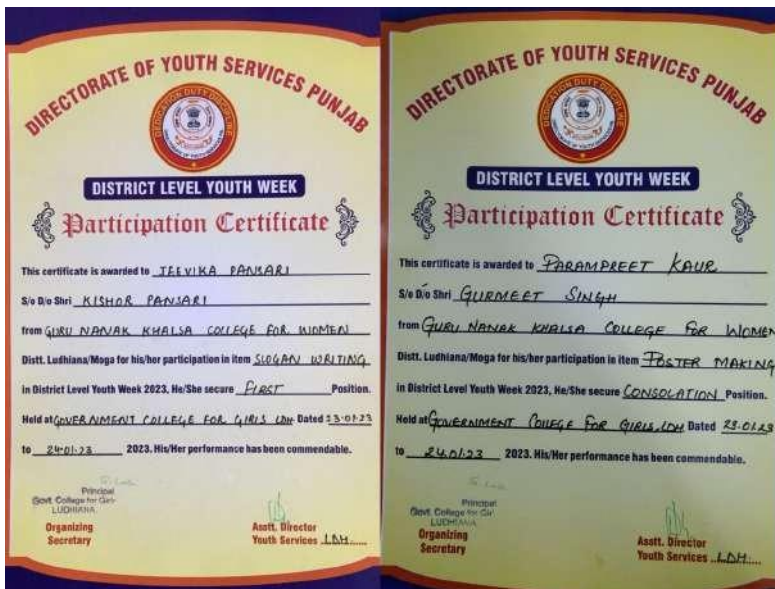 DIRECTORATE OF YOUTH SERVICES PUNJAB
DEDICATION DUTY DISCIPLINE
DISTRICT LEVEL YOUTH WEEK
Participation Certificate
This certificate is awarded to JEEVIKA PANSARI
S/o D/o Shri KISHOR PANSARI
from GURU NANAK KHALSA COLLEGE FOR WOMEN
Distt. Ludhiana/Moga for his/her participation in item SLOGAN WRITING
in District Level Youth Week 2023, He/She secure FIRST Position.
Held at GOVERNMENT COLLEGE FOR GIRLS LDH Dated 23.01.23
to 24.01.23 2023. His/Her performance has been commendable.
Principal
Govt. College for Girls
LUDHIANA
Organizing
Secretary
Asstt. Director
Youth Services LDH
DIRECTORATE OF YOUTH SERVICES PUNJAB
DEDICATION DUTY DISCIPLINE
DISTRICT LEVEL YOUTH WEEK
Participation Certificate
This certificate is awarded to PARAMPREET KAUR
S/o D/o Shri GURMEET SINGH
from GURU NANAK KHALSA COLLEGE FOR WOMEN
Distt. Ludhiana/Moga for his/her participation in item POSTER MAKING
in District Level Youth Week 2023, He/She secure CONSOLATION Position.
Held at GOVERNMENT COLLEGE FOR GIRLS, LDH Dated 23.01.23
to 24.01.23 2023. His/Her performance has been commendable.
Principal
Govt. College for Gir
LUDHIANA
Organizing
Secretary
Asstt. Director
Youth Services LDH